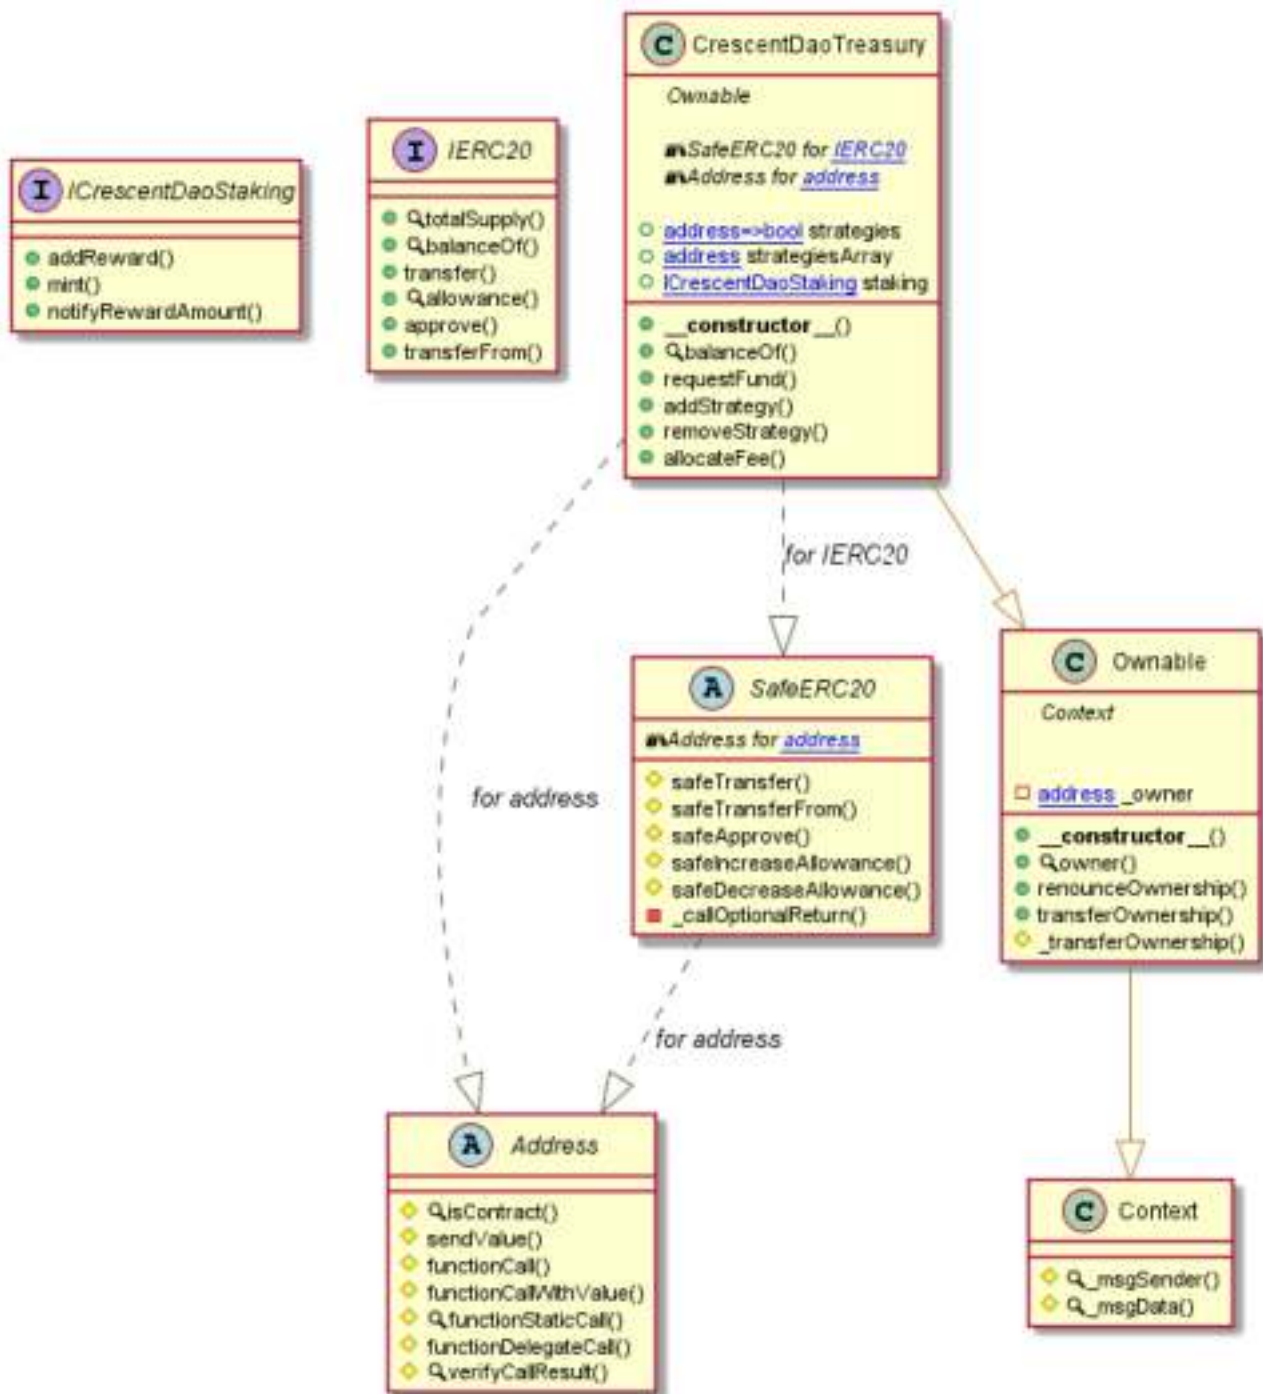 C CrescentDaoTreasury
Ownable
SafeERC20 for IERC20
Address for address
address=>bool strategies
address strategiesArray
ICrescentDaoStaking staking
__constructor__()
balanceOf()
requestFund()
addStrategy()
removeStrategy()
allocateFee()
I IERC20
totalSupply()
balanceOf()
transfer()
allowance()
approve()
transferFrom()
I ICrescentDaoStaking
addReward()
mint()
notifyRewardAmount()
for IERC20
for address
A SafeERC20
Address for address
safeTransfer()
safeTransferFrom()
safeApprove()
safeIncreaseAllowance()
safeDecreaseAllowance()
_callOptionalReturn()
C Ownable
Context
address _owner
__constructor__()
owner()
renounceOwnership()
transferOwnership()
_transferOwnership()
for address
A Address
isContract()
sendValue()
functionCall()
functionCallWithValue()
functionStaticCall()
functionDelegateCall()
verifyCallResult()
C Context
_msgSender()
_msgData()